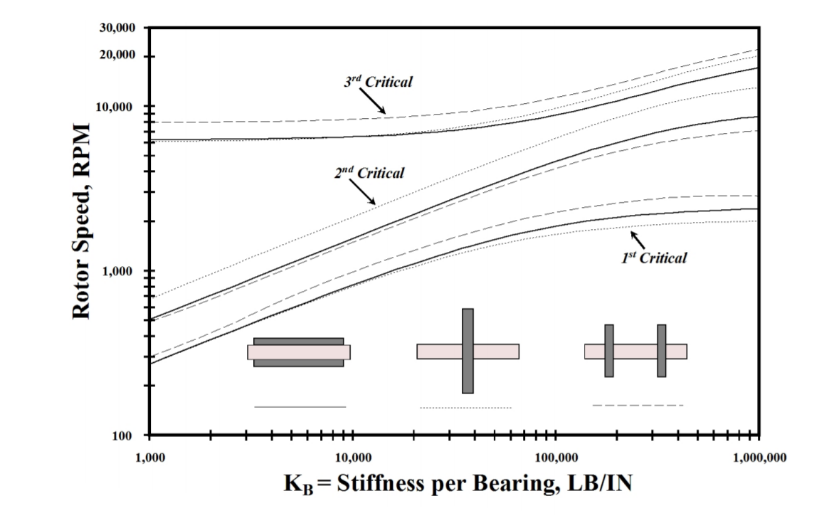 30,000
20,000
3rd Critical
10,000
Rotor Speed, RPM
2nd Critical
1,000
1st Critical
100
1,000
10,000
100,000
1,000,000
KB = Stiffness per Bearing, LB/IN